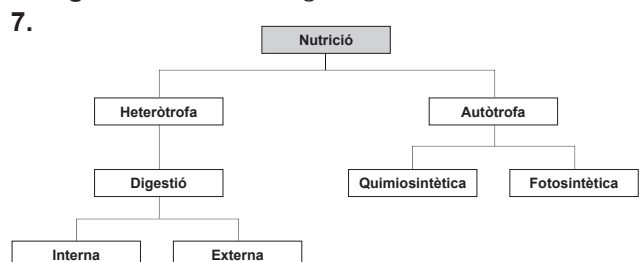 7.
Nutrició
Heteròtrofa
Autòtrofa
Digestió
Quimiosintètica
Fotosintètica
Interna
Externa